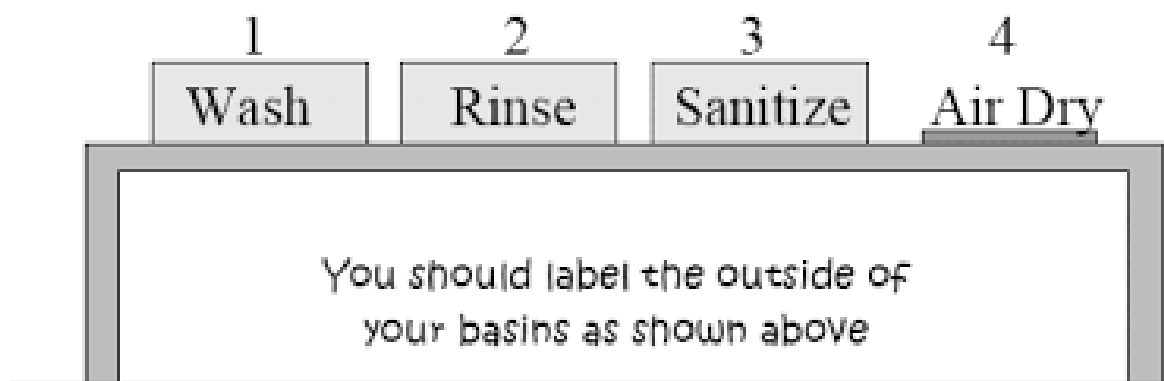 1 2 3 4
Wash Rinse Sanitize Air Dry
You should label the outside of
your basins as shown above